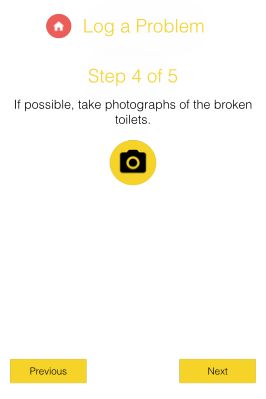 Log a Problem
Step 4 of 5
If possible, take photographs of the broken
toilets.
Previous
Next